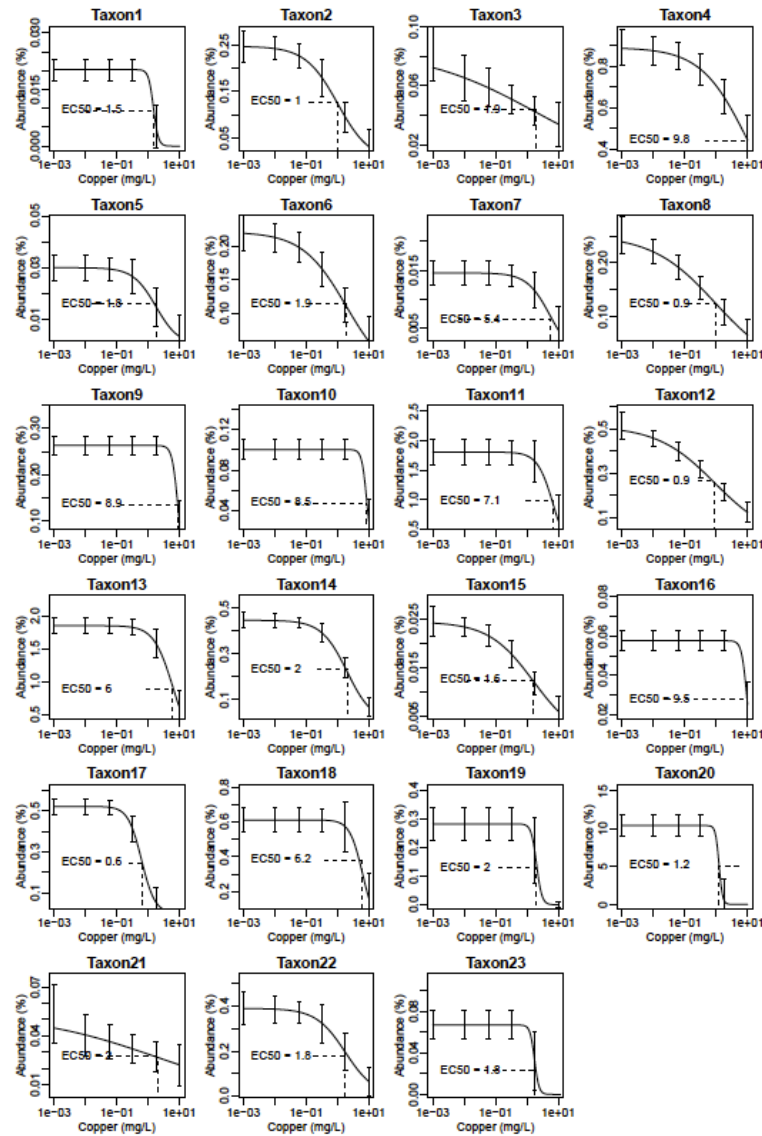 Taxon1
Abundance (%)
0.000 0.015 0.030
EC50 = 1.5
1e−03 1e−01 1e+01
Copper (mg/L)
Taxon2
Abundance (%)
0.05 0.15 0.25
EC50 = 1
1e−03 1e−01 1e+01
Copper (mg/L)
Taxon3
Abundance (%)
0.02 0.06 0.10
EC50 = 1.9
1e−03 1e−01 1e+01
Copper (mg/L)
Taxon4
Abundance (%)
0.4 0.6 0.8
EC50 = 9.8
1e−03 1e−01 1e+01
Copper (mg/L)
Taxon5
Abundance (%)
0.01 0.03 0.05
EC50 = 1.8
1e−03 1e−01 1e+01
Copper (mg/L)
Taxon6
Abundance (%)
0.10 0.20
EC50 = 1.9
1e−03 1e−01 1e+01
Copper (mg/L)
Taxon7
Abundance (%)
0.005 0.015
EC50 = 5.4
1e−03 1e−01 1e+01
Copper (mg/L)
Taxon8
Abundance (%)
0.10 0.20
EC50 = 0.9
1e−03 1e−01 1e+01
Copper (mg/L)
Taxon9
Abundance (%)
0.10 0.20 0.30
EC50 = 8.9
1e−03 1e−01 1e+01
Copper (mg/L)
Taxon10
Abundance (%)
0.04 0.08 0.12
EC50 = 8.5
1e−03 1e−01 1e+01
Copper (mg/L)
Taxon11
Abundance (%)
0.5 1.0 1.5 2.0 2.5
EC50 = 7.1
1e−03 1e−01 1e+01
Copper (mg/L)
Taxon12
Abundance (%)
0.1 0.3 0.5
EC50 = 0.9
1e−03 1e−01 1e+01
Copper (mg/L)
Taxon13
Abundance (%)
0.5 1.0 1.5 2.0
EC50 = 6
1e−03 1e−01 1e+01
Copper (mg/L)
Taxon14
Abundance (%)
0.1 0.3 0.5
EC50 = 2
1e−03 1e−01 1e+01
Copper (mg/L)
Taxon15
Abundance (%)
0.005 0.015 0.025
EC50 = 1.6
1e−03 1e−01 1e+01
Copper (mg/L)
Taxon16
Abundance (%)
0.02 0.04 0.06 0.08
EC50 = 9.5
1e−03 1e−01 1e+01
Copper (mg/L)
Taxon17
Abundance (%)
0.1 0.3 0.5
EC50 = 0.6
1e−03 1e−01 1e+01
Copper (mg/L)
Taxon18
Abundance (%)
0.2 0.4 0.6 0.8
EC50 = 6.2
1e−03 1e−01 1e+01
Copper (mg/L)
Taxon19
Abundance (%)
0.0 0.1 0.2 0.3 0.4
EC50 = 2
1e−03 1e−01 1e+01
Copper (mg/L)
Taxon20
Abundance (%)
0 5 10 15
EC50 = 1.2
1e−03 1e−01 1e+01
Copper (mg/L)
Taxon21
Abundance (%)
0.01 0.04 0.07
EC50 = 2
1e−03 1e−01 1e+01
Copper (mg/L)
Taxon22
Abundance (%)
0.0 0.2 0.4
EC50 = 1.8
1e−03 1e−01 1e+01
Copper (mg/L)
Taxon23
Abundance (%)
0.00 0.04 0.08
EC50 = 1.8
1e−03 1e−01 1e+01
Copper (mg/L)